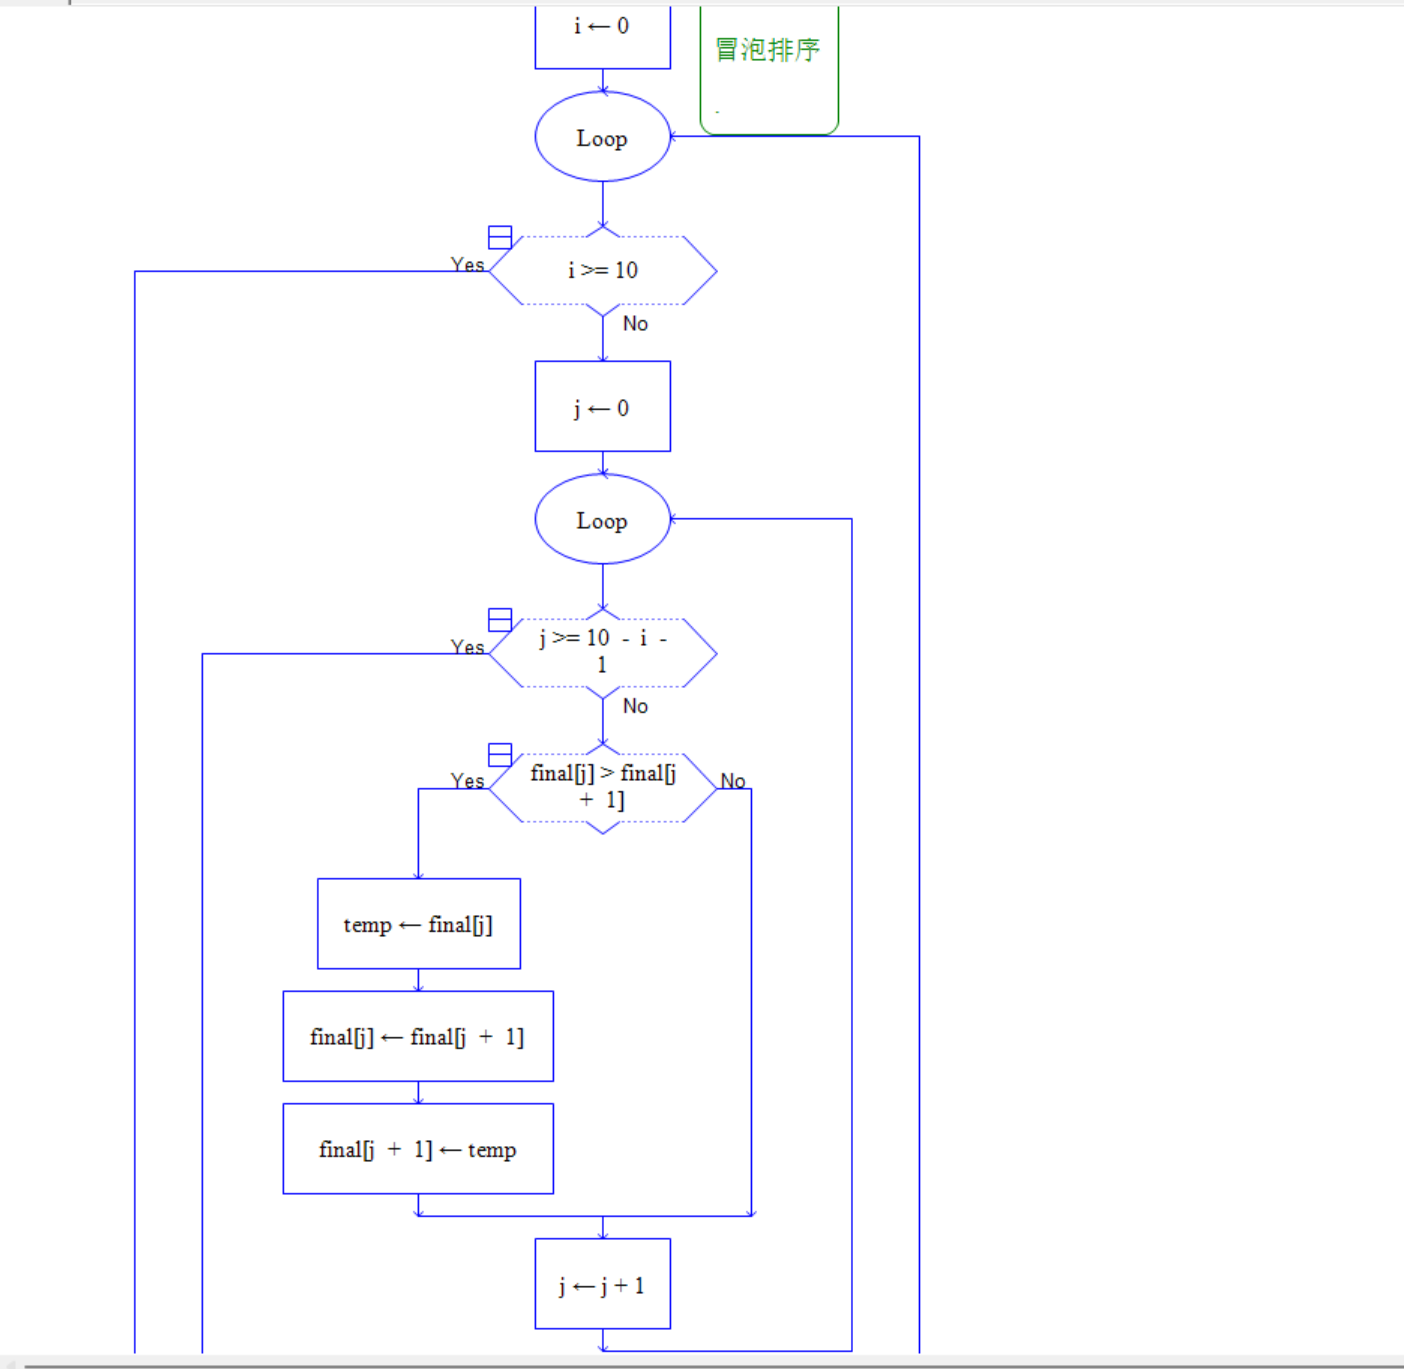 i ← 0
冒泡排序
.
Loop
Yes
i >= 10
No
j ← 0
Loop
Yes
j >= 10 - i -
1
No
Yes
final[j] > final[j
+ 1]
No
temp ← final[j]
final[j] ← final[j + 1]
final[j + 1] ← temp
j ← j + 1